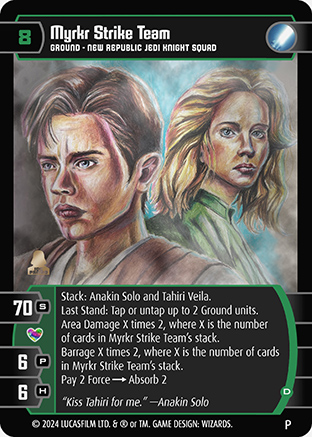 8
Myrkr Strike Team
GROUND - NEW REPUBLIC JEDI KNIGHT SQUAD
70 S
6 P
6 H
Stack: Anakin Solo and Tahiri Veila.
Last Stand: Tap or untap up to 2 Ground units.
Area Damage X times 2, where X is the number
of cards in Myrkr Strike Team's stack.
Barrage X times 2, where X is the number of cards
in Myrkr Strike Team's stack.
Pay 2 Force → Absorb 2
“Kiss Tahiri for me.” —Anakin Solo
D
© 2024 LUCASFILM LTD. & ® or TM. GAME DESIGN: WIZARDS.
P